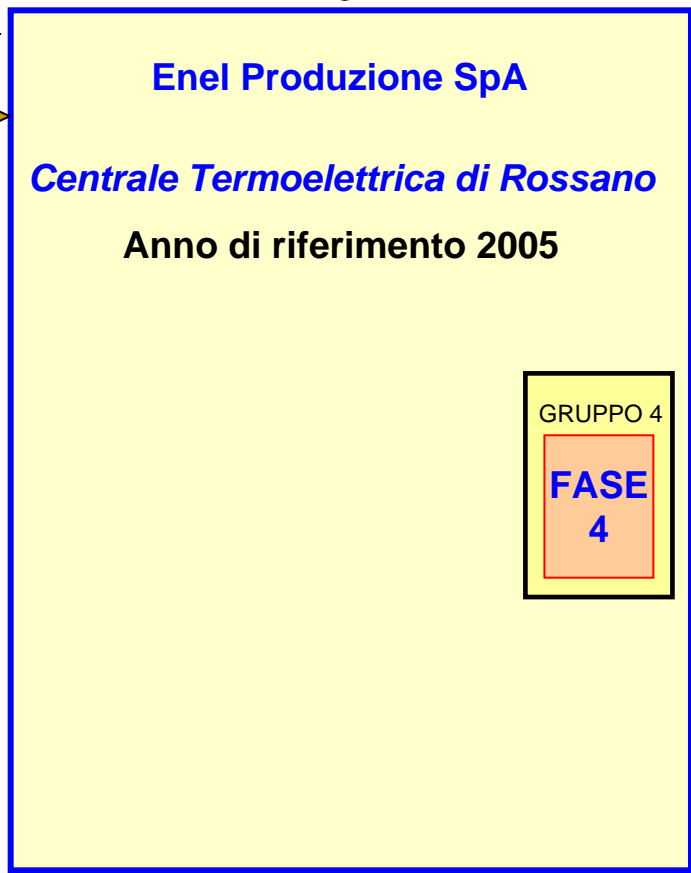 Enel Produzione SpA
Centrale Termoelettrica di Rossano
Anno di riferimento 2005
GRUPPO 4
FASE
4